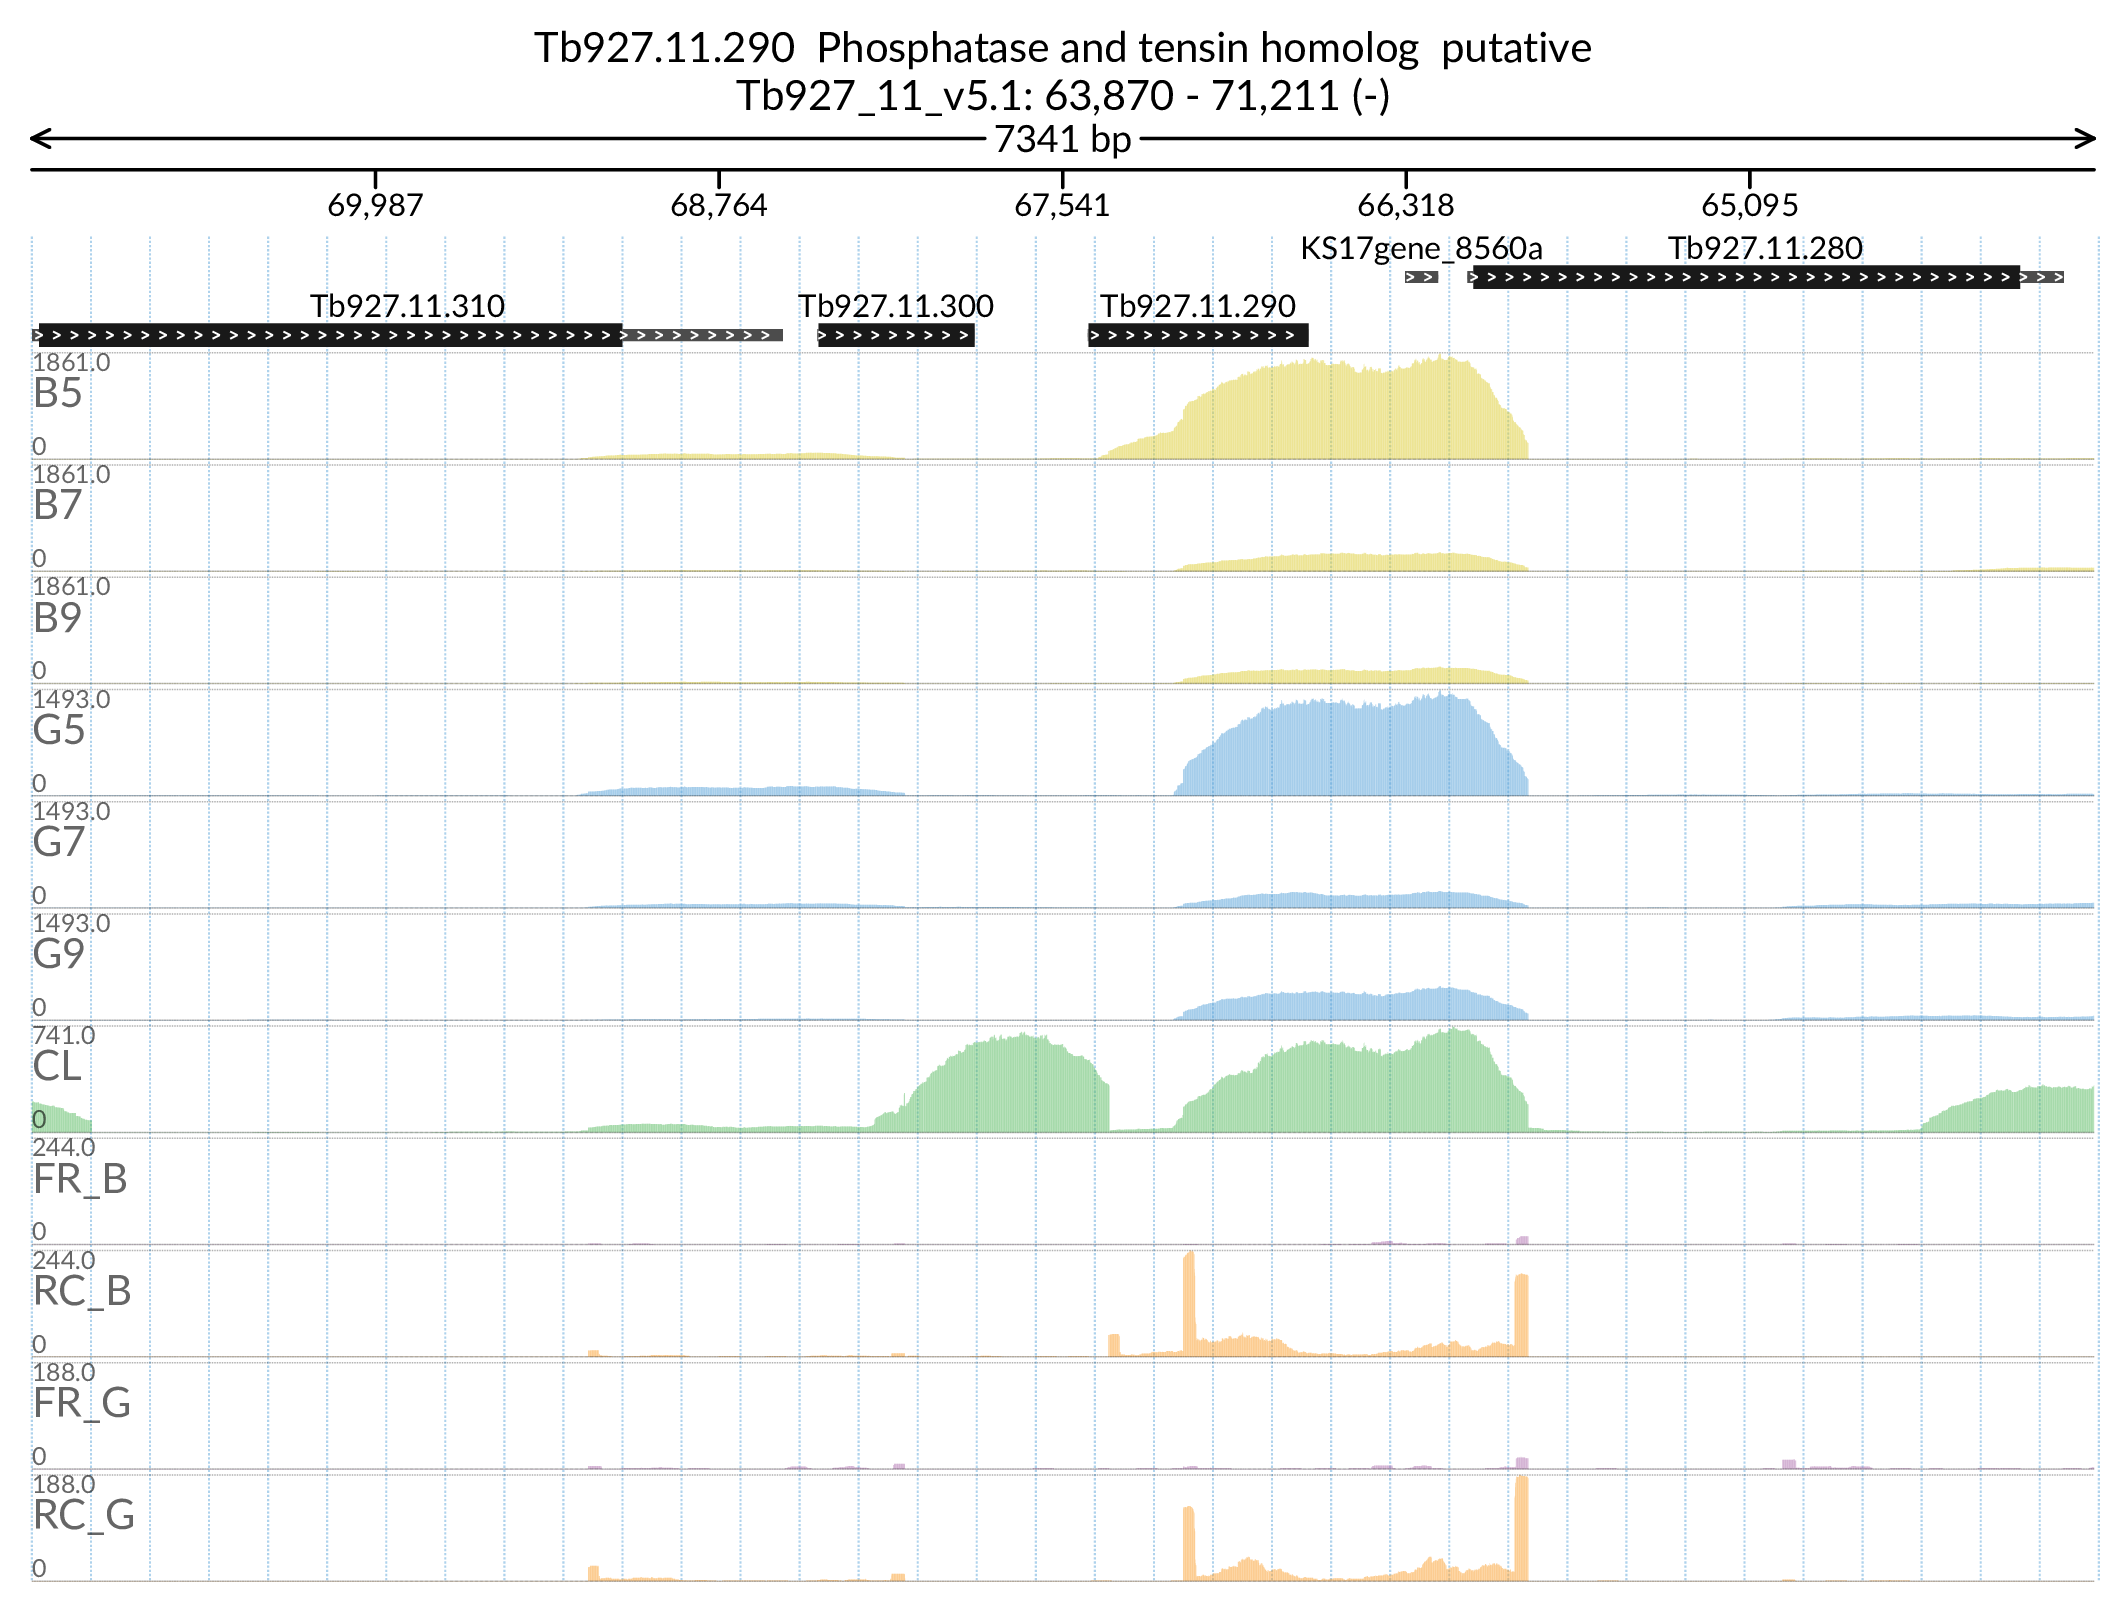 Tb927.11.290  Phosphatase and tensin homolog  putative
Tb927_11_v5.1: 63,870 - 71,211 (-)
7341 bp
69,987 68,764 67,541 66,318 65,095
KS17gene_8560a Tb927.11.280
Tb927.11.310 Tb927.11.300 Tb927.11.290
1861.0
B5
0
1861.0
B7
0
1861.0
B9
0
1493.0
G5
0
1493.0
G7
0
1493.0
G9
0
741.0
CL
0
244.0
FR_B
0
244.0
RC_B
0
188.0
FR_G
0
188.0
RC_G
0